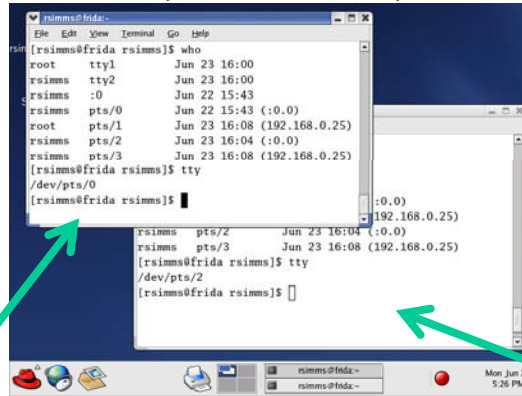 rsimms@frida:~
File Edit View Terminal Go Help
[rsimms@frida rsimms]$ who
root tty1 Jun 23 16:00
rsimms tty2 Jun 23 16:00
rsimms :0 Jun 22 15:43
rsimms pts/0 Jun 22 15:43 (:0.0)
root pts/1 Jun 23 16:08 (192.168.0.25)
rsimms pts/2 Jun 23 16:04 (:0.0)
rsimms pts/3 Jun 23 16:08 (192.168.0.25)
[rsimms@frida rsimms]$ tty
/dev/pts/0
[rsimms@frida rsimms]$
:0.0)
192.168.0.25)
rsimms pts/2 Jun 23 16:04 (:0.0)
rsimms pts/3 Jun 23 16:08 (192.168.0.25)
[rsimms@frida rsimms]$ tty
/dev/pts/2
[rsimms@frida rsimms]$
rsimms@frida:~
rsimms@frida:~
Mon Jun 2
5:26 PM